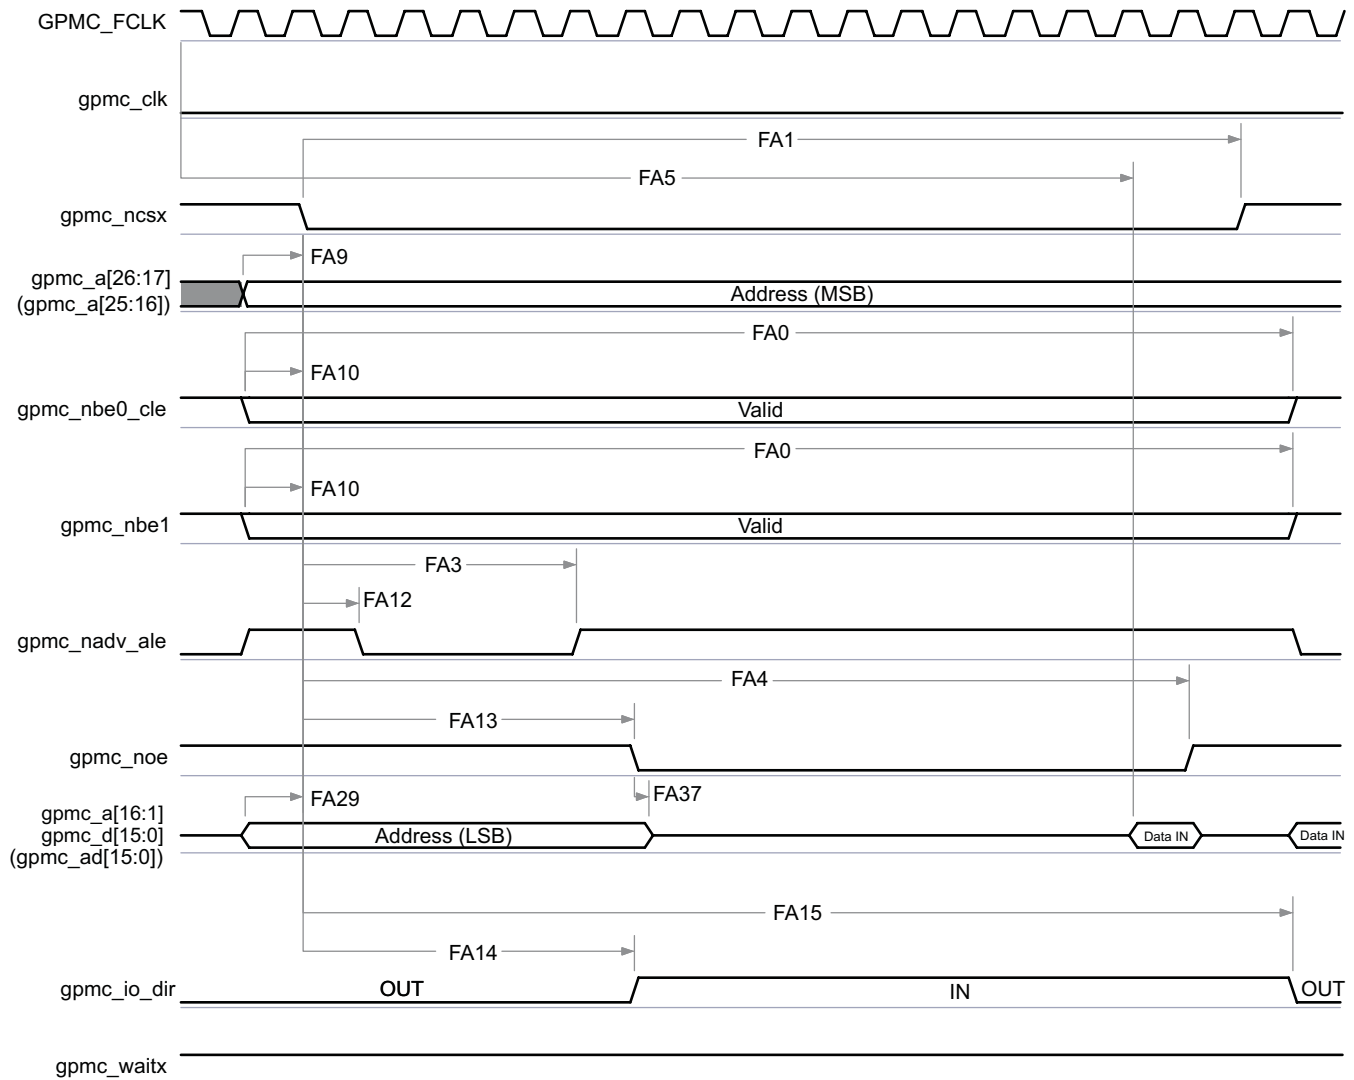 GPMC_FCLK
gpmc_clk
FA1
FA5
gpmc_ncsx
FA9
gpmc_a[26:17]
(gpmc_a[25:16])
Address (MSB)
FA0
FA10
gpmc_nbe0_cle
Valid
FA0
FA10
gpmc_nbe1
Valid
FA3
FA12
gpmc_nadv_ale
FA4
FA13
gpmc_noe
FA29
FA37
gpmc_a[16:1]
gpmc_d[15:0]
(gpmc_ad[15:0])
Address (LSB)
Data IN
Data IN
FA15
FA14
gpmc_io_dir
OUT
IN
OUT
gpmc_waitx